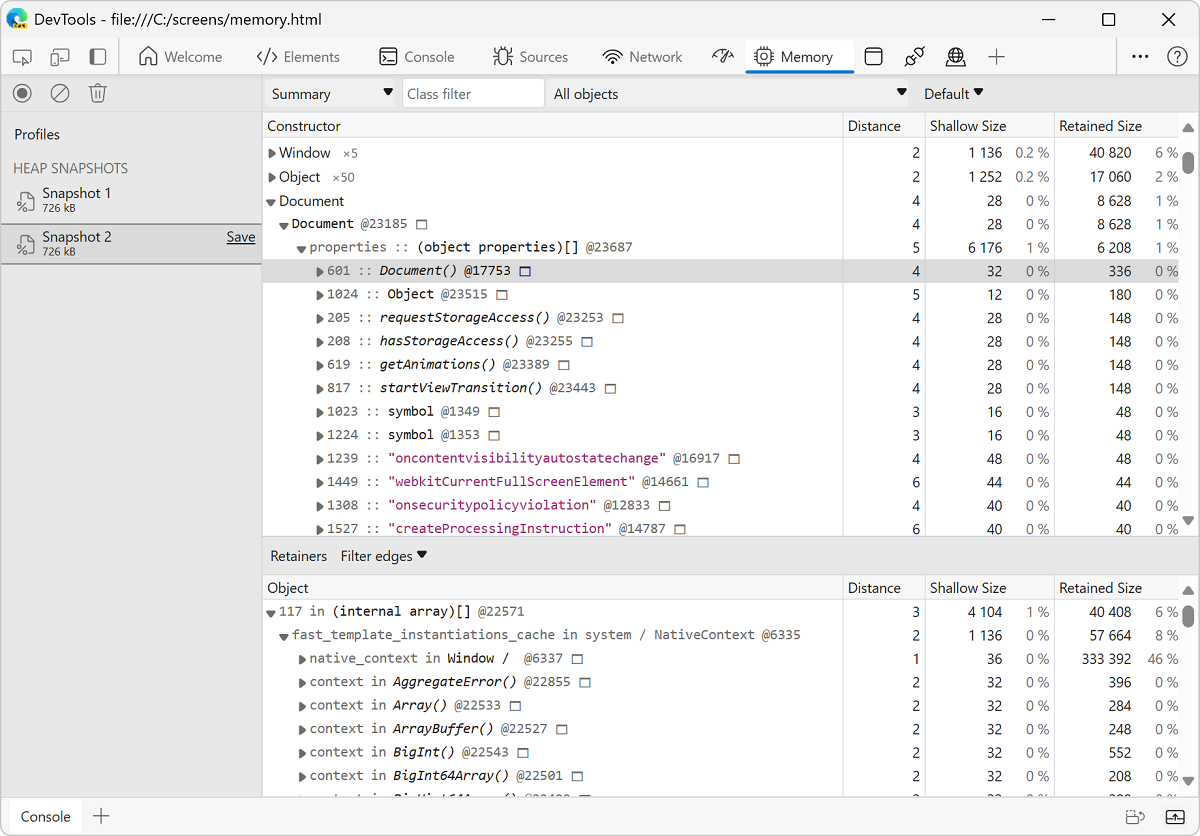 DevTools - file:///C:/screens/memory.html
Welcome Elements Console Sources Network Memory
Summary Class filter All objects Default
Profiles
HEAP SNAPSHOTS
Snapshot 1
726 kB
Snapshot 2 Save
726 kB
Constructor Distance Shallow Size Retained Size
Window ×5 2 1 136 0.2 % 40 820 6 %
Object ×50 2 1 252 0.2 % 17 060 2 %
Document 4 28 0 % 8 628 1 %
Document @23185 4 28 0 % 8 628 1 %
properties :: (object properties)[] @23687 5 6 176 1 % 6 208 1 %
601 :: Document() @17753 4 32 0 % 336 0 %
1024 :: Object @23515 5 12 0 % 180 0 %
205 :: requestStorageAccess() @23253 4 28 0 % 148 0 %
208 :: hasStorageAccess() @23255 4 28 0 % 148 0 %
619 :: getAnimations() @23389 4 28 0 % 148 0 %
817 :: startViewTransition() @23443 4 28 0 % 148 0 %
1023 :: symbol @1349 3 16 0 % 48 0 %
1224 :: symbol @1353 3 16 0 % 48 0 %
1239 :: "oncontentvisibilityautostatechange" @16917 4 48 0 % 48 0 %
1449 :: "webkitCurrentFullScreenElement" @14661 6 44 0 % 44 0 %
1308 :: "onsecuritypolicyviolation" @12833 4 40 0 % 40 0 %
1527 :: "createProcessingInstruction" @14787 6 40 0 % 40 0 %
Retainers Filter edges
Object Distance Shallow Size Retained Size
117 in (internal array)[] @22571 3 4 104 1 % 40 408 6 %
fast_template_instantiations_cache in system / NativeContext @6335 2 1 136 0 % 57 664 8 %
native_context in Window / @6337 1 36 0 % 333 392 46 %
context in AggregateError() @22855 2 32 0 % 396 0 %
context in Array() @22533 2 32 0 % 284 0 %
context in ArrayBuffer() @22527 2 32 0 % 248 0 %
context in BigInt() @22543 2 32 0 % 552 0 %
context in BigInt64Array() @22501 2 32 0 % 208 0 %
Console